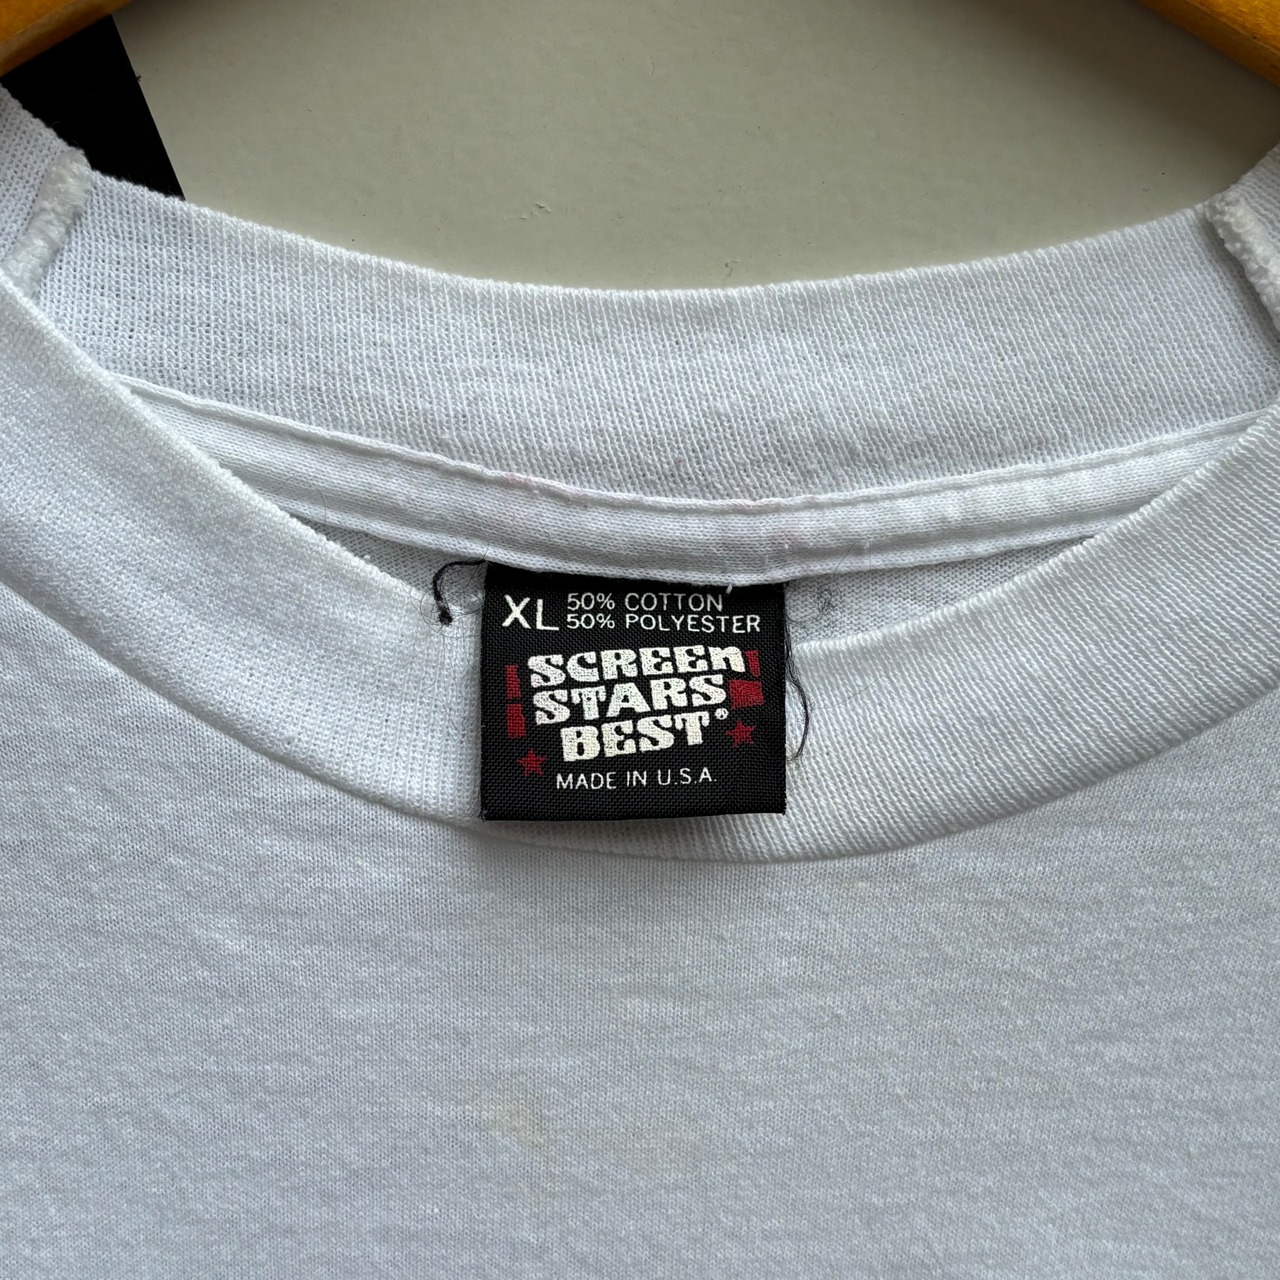 XL 50% COTTON
50% POLYESTER
SCREEN
STARS
BEST®
MADE IN U.S.A.